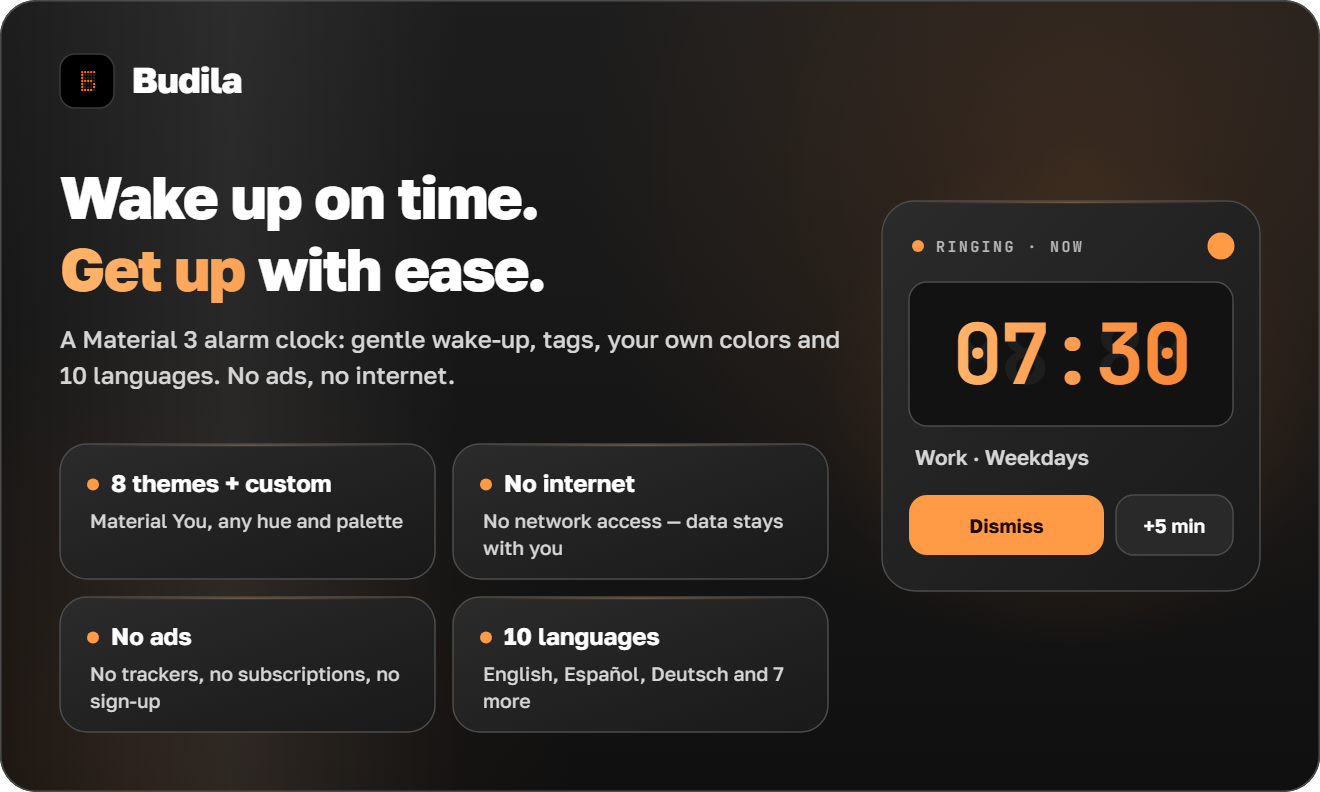 Budila
Wake up on time.
Get up with ease.
A Material 3 alarm clock: gentle wake-up, tags, your own colors and
10 languages. No ads, no internet.
8 themes + custom
Material You, any hue and palette
No internet
No network access — data stays
with you
No ads
No trackers, no subscriptions, no
sign-up
10 languages
English, Español, Deutsch and 7
more
RINGING · NOW
07:30
Work · Weekdays
Dismiss
+5 min